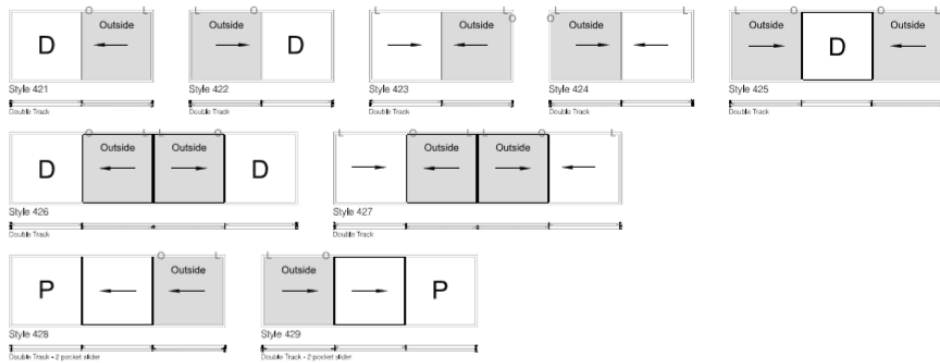 O L L O L L L L O L O L
O O
Outside Outside Outside Outside Outside Outside
D D D
Style 421 Style 422 Style 423 Style 424 Style 425
Double Track Double Track Double Track Double Track Double Track
O L L O L O L L O L
Outside Outside Outside Outside
D D
Style 426 Style 427
Double Track Double Track
O L L O
Outside Outside
P P
Style 428 Style 429
Double Track - 2 pocket slider Double Track - 2 pocket slider